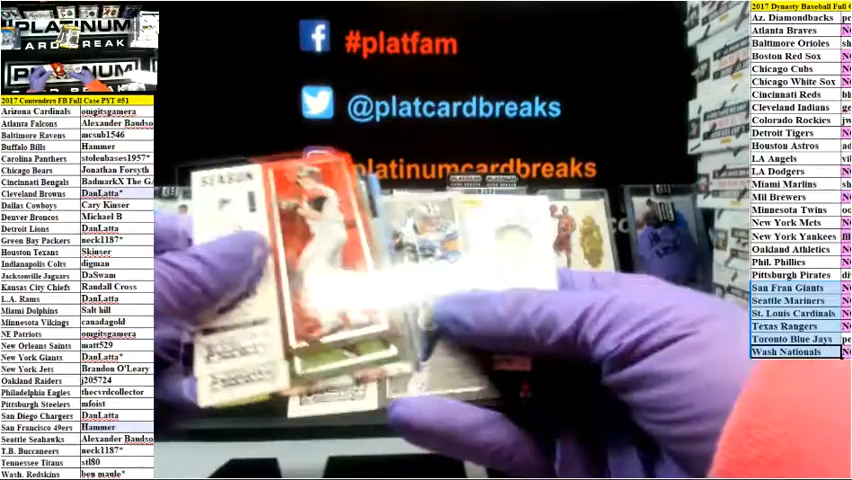 PLATINUM
CARD BREAKS
2017 Contenders FB Full Case PYT #51
Arizona Cardinals omgitsgamera
Atlanta Falcons Alexander Baudso
Baltimore Ravens mcsub1546
Buffalo Bills Hammer
Carolina Panthers stolenbases1957*
Chicago Bears Jonathan Forsyth
Cincinnati Bengals BadmarkX The GA
Cleveland Browns DanLatta*
Dallas Cowboys Cary Kinser
Denver Broncos Michael B
Detroit Lions DanLatta
Green Bay Packers neck1187*
Houston Texans Skinser
Indianapolis Colts digman
Jacksonville Jaguars DaSwam
Kansas City Chiefs Randall Cross
L.A. Rams DanLatta
Miami Dolphins Salt hill
Minnesota Vikings canadagold
NE Patriots omgitsgamera
New Orleans Saints matt529
New York Giants DanLatta*
New York Jets Brandon O'Leary
Oakland Raiders j205724
Philadelphia Eagles thecvrdcollector
Pittsburgh Steelers mfoist
San Diego Chargers DanLatta
San Francisco 49ers Hammer
Seattle Seahawks Alexander Baudso
T.B. Buccaneers neck1187*
Tennessee Titans stl80
Wash. Redskins ben maule*
#platfam
@platcardbreaks
platinumcardbreaks
SEASON
2017 Dynasty Baseball Full C
Az. Diamondbacks
Atlanta Braves
Baltimore Orioles
Boston Red Sox
Chicago Cubs
Chicago White Sox
Cincinnati Reds
Cleveland Indians
Colorado Rockies
Detroit Tigers
Houston Astros
LA Angels
LA Dodgers
Miami Marlins
Mil Brewers
Minnesota Twins
New York Mets
New York Yankees
Oakland Athletics
Phil. Phillies
Pittsburgh Pirates
San Fran Giants
Seattle Mariners
St. Louis Cardinals
Texas Rangers
Toronto Blue Jays
Wash Nationals